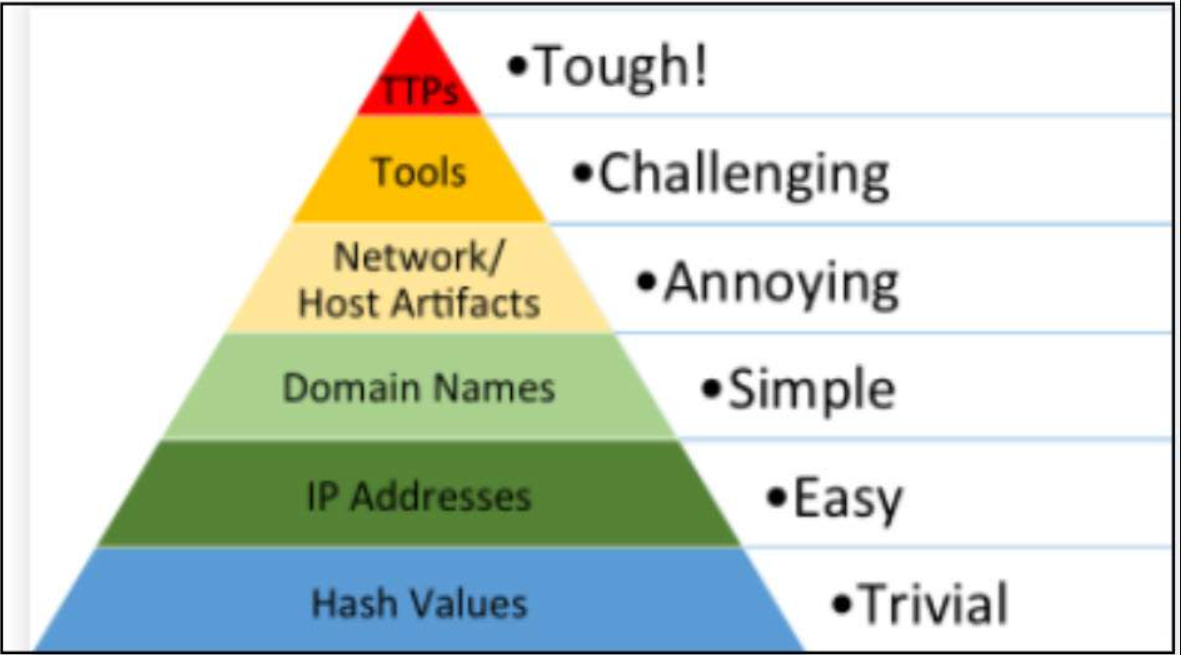 TTPs
•Tough!
Tools
•Challenging
Network/
Host Artifacts
•Annoying
Domain Names
•Simple
IP Addresses
•Easy
Hash Values
•Trivial